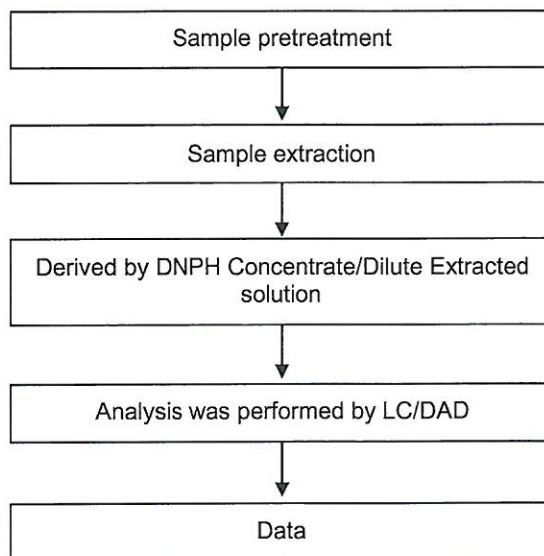 Sample pretreatment
Sample extraction
Derived by DNPH Concentrate/Dilute Extracted
solution
Analysis was performed by LC/DAD
Data